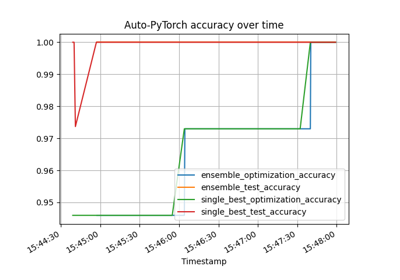 Auto-PyTorch accuracy over time
1.00
0.99
0.98
0.97
0.96
0.95
ensemble_optimization_accuracy
ensemble_test_accuracy
single_best_optimization_accuracy
single_best_test_accuracy
15:44:30
15:45:00
15:45:30
15:46:00
15:46:30
15:47:00
15:47:30
15:48:00
Timestamp